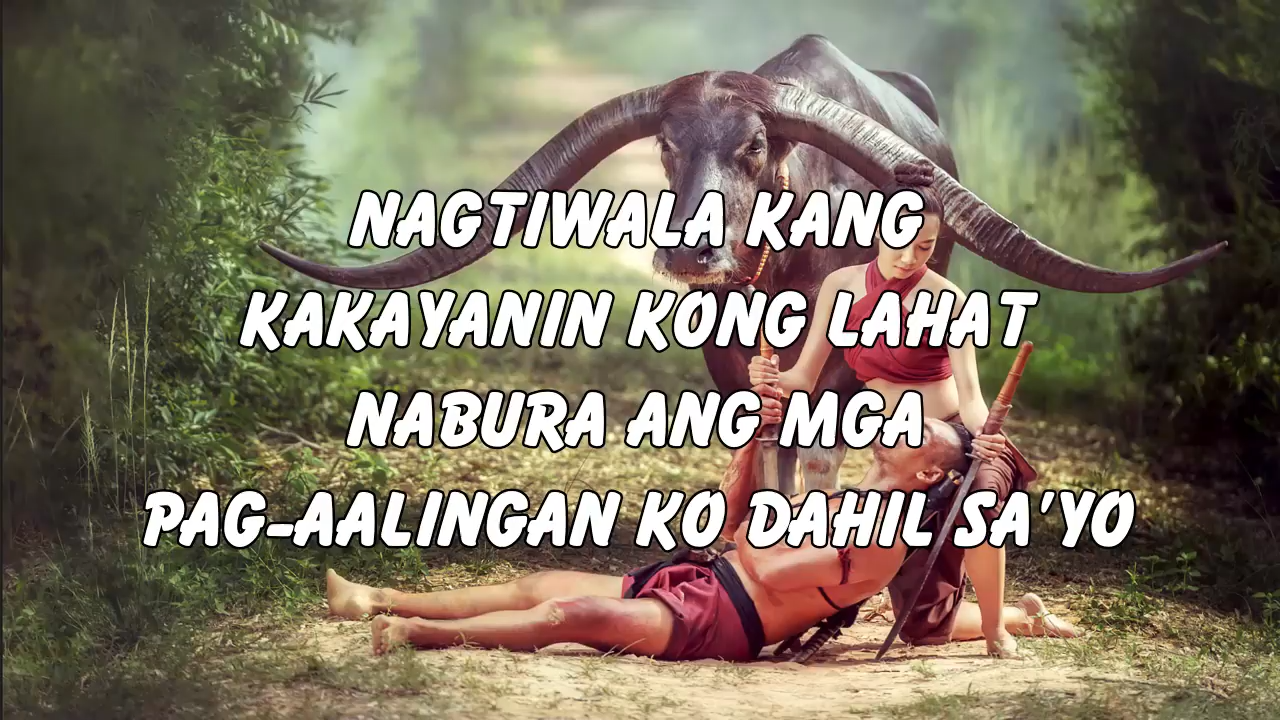 NAGTIWALA KANG
KAKAYANIN KONG LAHAT
NABURA ANG MGA
PAG-AALINGAN KO DAHIL SA'YO